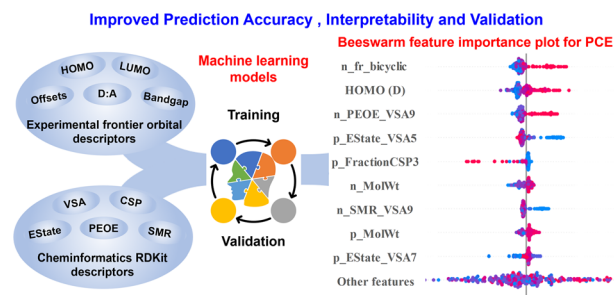 Improved Prediction Accuracy , Interpretability and Validation
HOMO
LUMO
Offsets
D:A
Bandgap
Experimental frontier orbital
descriptors
VSA
CSP
EState
PEOE
SMR
Cheminformatics RDKit
descriptors
Machine learning
models
Training
Validation
Beeswarm feature importance plot for PCE
n_fr_bicyclic
HOMO (D)
n_PEOE_VSA9
p_EState_VSA5
p_FractionCSP3
n_MolWt
n_SMR_VSA9
p_MolWt
p_EState_VSA7
Other features